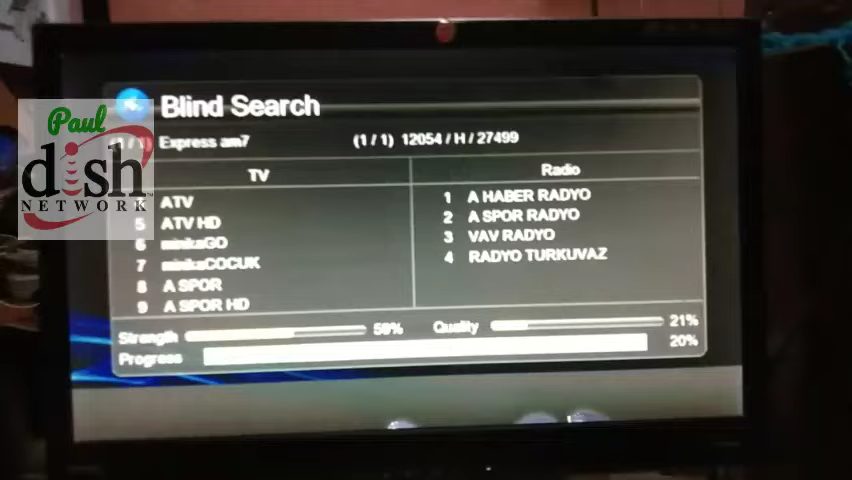 Blind Search
Express am7
(1 / 1) 12054 / H / 27499
TV
Radio
ATV
5 ATV HD
6 minikaGO
7 minikaCOCUK
8 A SPOR
9 A SPOR HD
1 A HABER RADYO
2 A SPOR RADYO
3 VAV RADYO
4 RADYO TURKUVAZ
Strength
Quality 21%
Progress 20%
Paul
dish
NETWORK